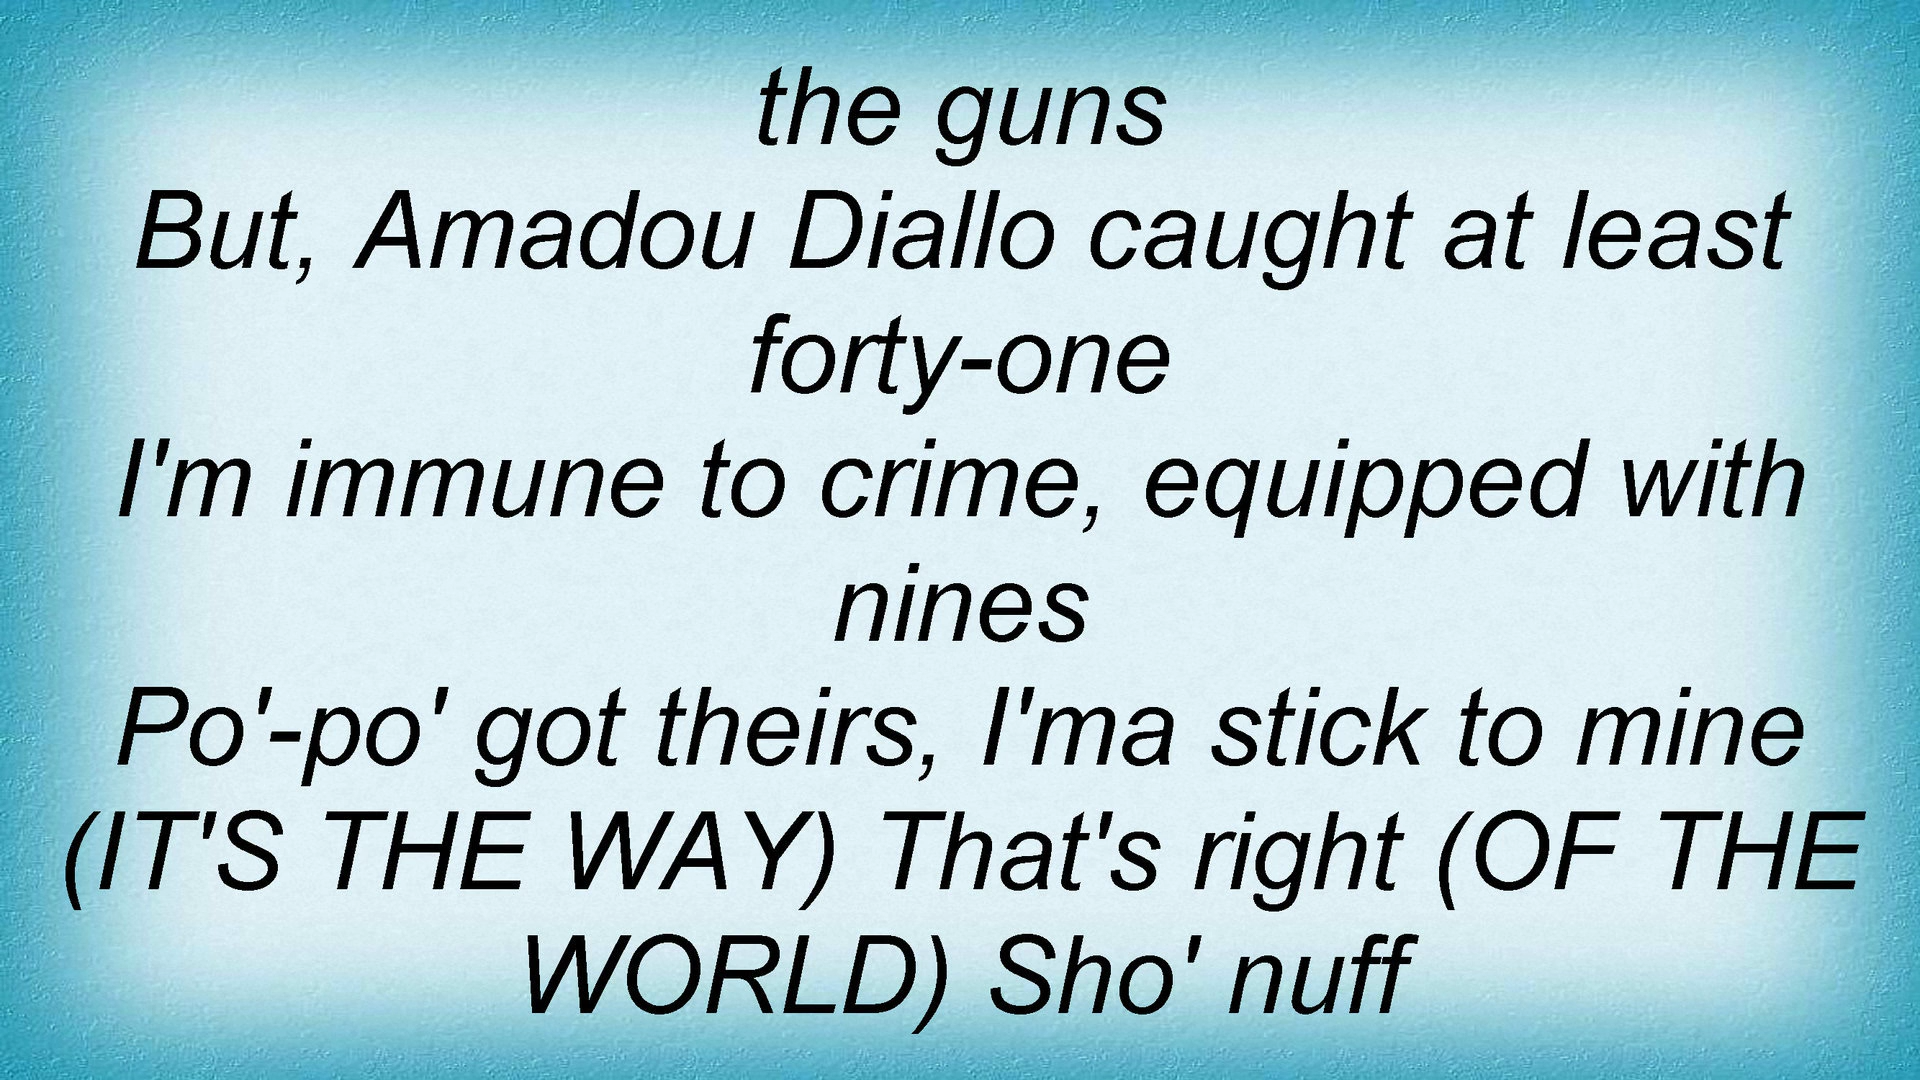 the guns
But, Amadou Diallo caught at least
forty-one
I'm immune to crime, equipped with
nines
Po'-po' got theirs, I'ma stick to mine
(IT'S THE WAY) That's right (OF THE
WORLD) Sho' nuff